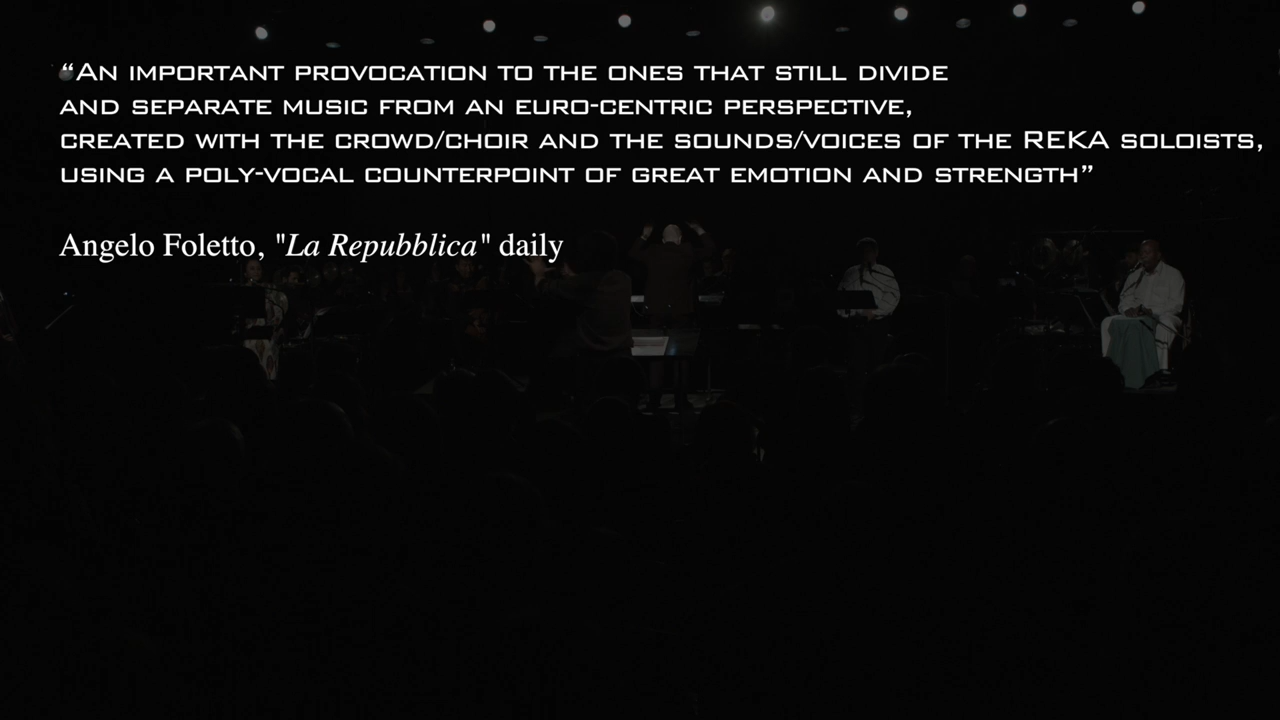 “An important provocation to the ones that still divide
and separate music from an euro-centric perspective,
created with the crowd/choir and the sounds/voices of the REKA soloists,
using a poly-vocal counterpoint of great emotion and strength”
Angelo Foletto, "La Repubblica" daily